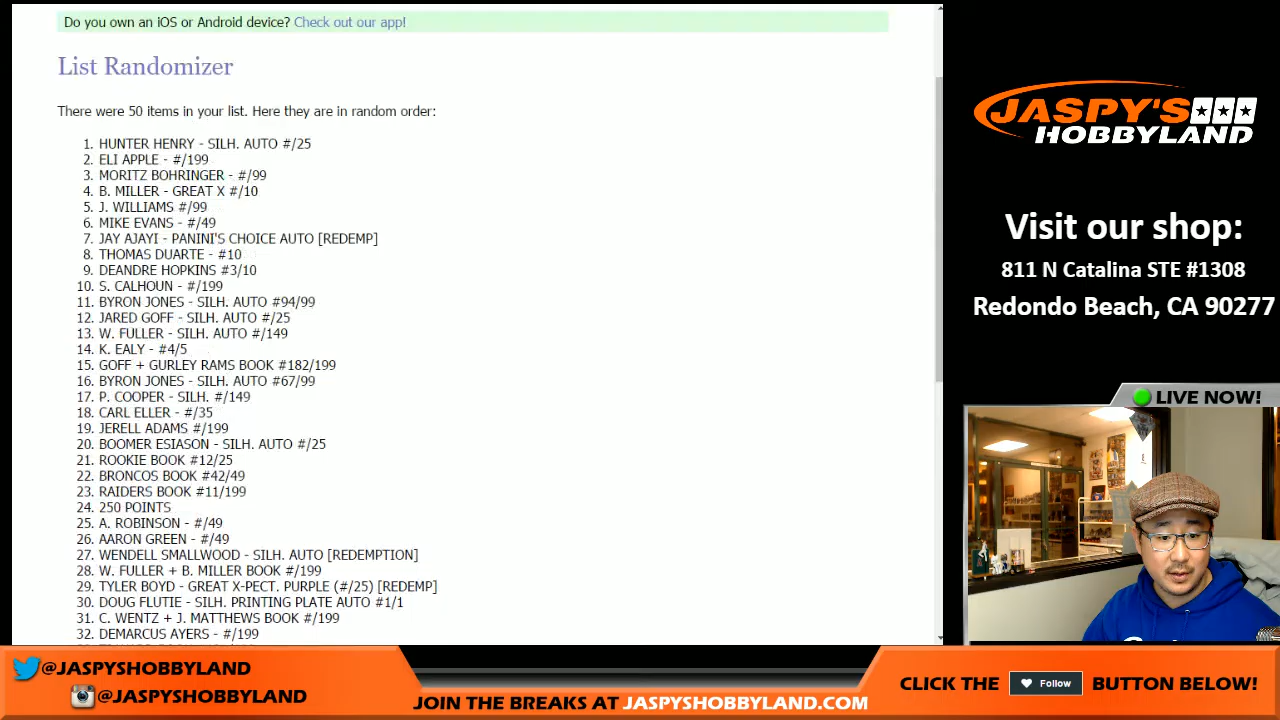 Do you own an iOS or Android device? Check out our app!
List Randomizer
There were 50 items in your list. Here they are in random order:
1. HUNTER HENRY - SILH. AUTO #/25
2. ELI APPLE - #/199
3. MORITZ BOHRINGER - #/99
4. B. MILLER - GREAT X #/10
5. J. WILLIAMS #/99
6. MIKE EVANS - #/49
7. JAY AJAYI - PANINI'S CHOICE AUTO [REDEMP]
8. THOMAS DUARTE - #10
9. DEANDRE HOPKINS #3/10
10. S. CALHOUN - #/199
11. BYRON JONES - SILH. AUTO #94/99
12. JARED GOFF - SILH. AUTO #/25
13. W. FULLER - SILH. AUTO #/149
14. K. EALY - #4/5
15. GOFF + GURLEY RAMS BOOK #182/199
16. BYRON JONES - SILH. AUTO #67/99
17. P. COOPER - SILH. #/149
18. CARL ELLER - #/35
19. JERELL ADAMS #/199
20. BOOMER ESIASON - SILH. AUTO #/25
21. ROOKIE BOOK #12/25
22. BRONCOS BOOK #42/49
23. RAIDERS BOOK #11/199
24. 250 POINTS
25. A. ROBINSON - #/49
26. AARON GREEN - #/49
27. WENDELL SMALLWOOD - SILH. AUTO [REDEMPTION]
28. W. FULLER + B. MILLER BOOK #/199
29. TYLER BOYD - GREAT X-PECT. PURPLE (#/25) [REDEMP]
30. DOUG FLUTIE - SILH. PRINTING PLATE AUTO #1/1
31. C. WENTZ + J. MATTHEWS BOOK #/199
32. DEMARCUS AYERS - #/199
JASPY'S
HOBBYLAND
Visit our shop:
811 N Catalina STE #1308
Redondo Beach, CA 90277
LIVE NOW!
@JASPYSHOBBYLAND
@JASPYSHOBBYLAND
JOIN THE BREAKS AT JASPYSHOBBYLAND.COM
CLICK THE Follow BUTTON BELOW!